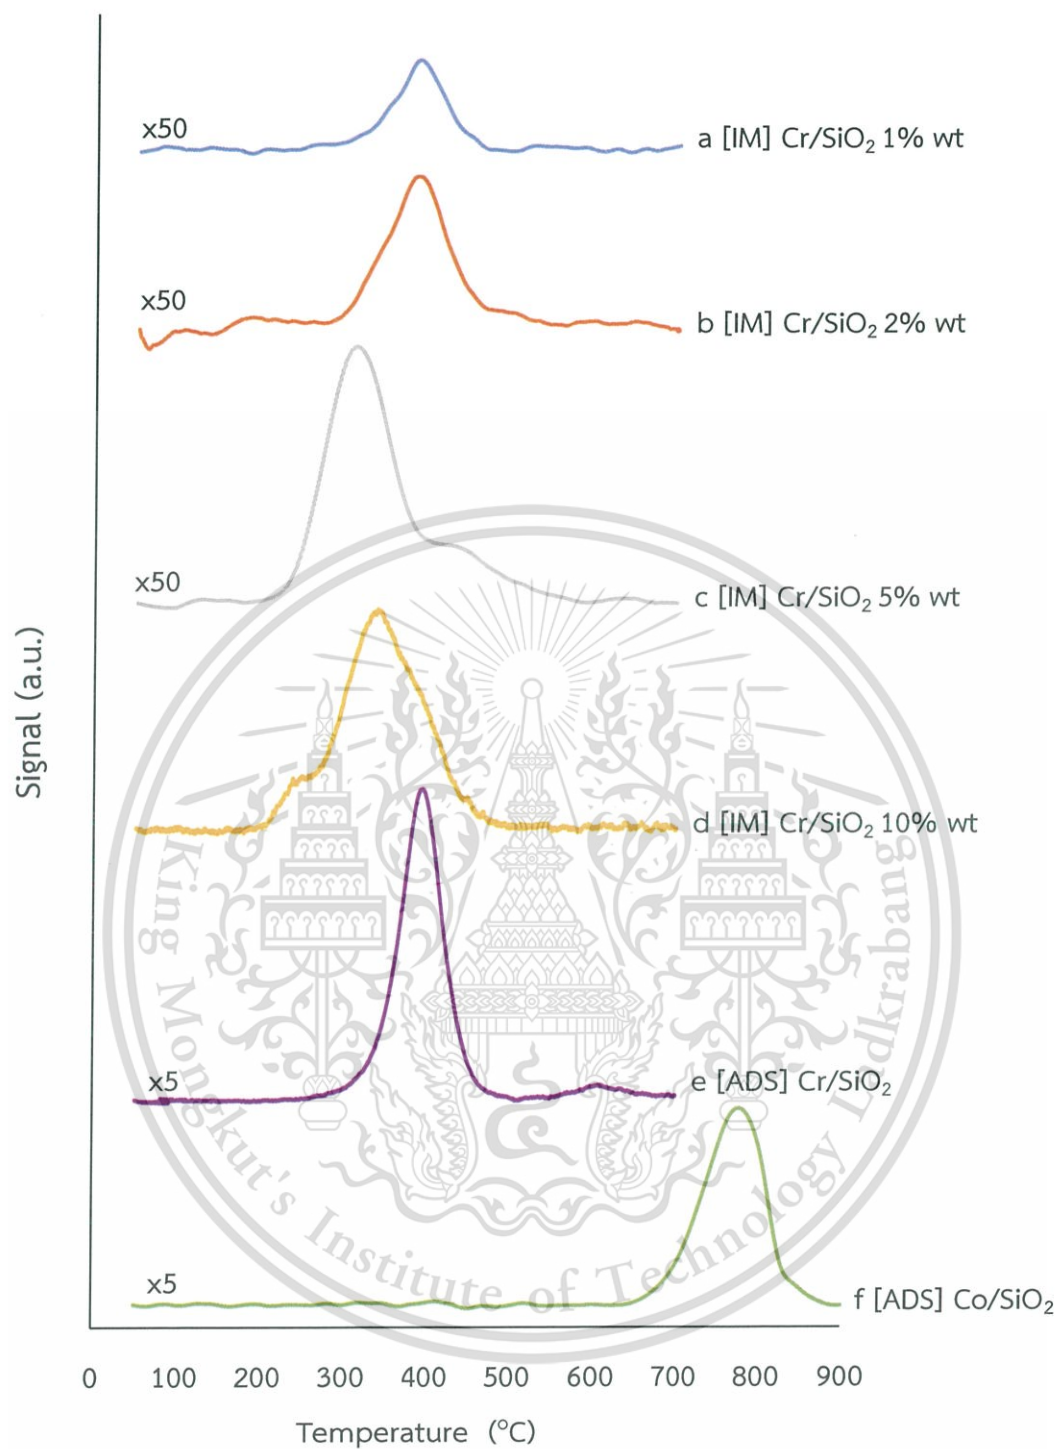 x50
a [IM] Cr/SiO₂ 1% wt
x50
b [IM] Cr/SiO₂ 2% wt
x50
c [IM] Cr/SiO₂ 5% wt
Signal (a.u.)
d [IM] Cr/SiO₂ 10% wt
x5
e [ADS] Cr/SiO₂
x5
f [ADS] Co/SiO₂
King Mongkut's Institute of Technology Ladkrabang
0 100 200 300 400 500 600 700 800 900
Temperature (°C)